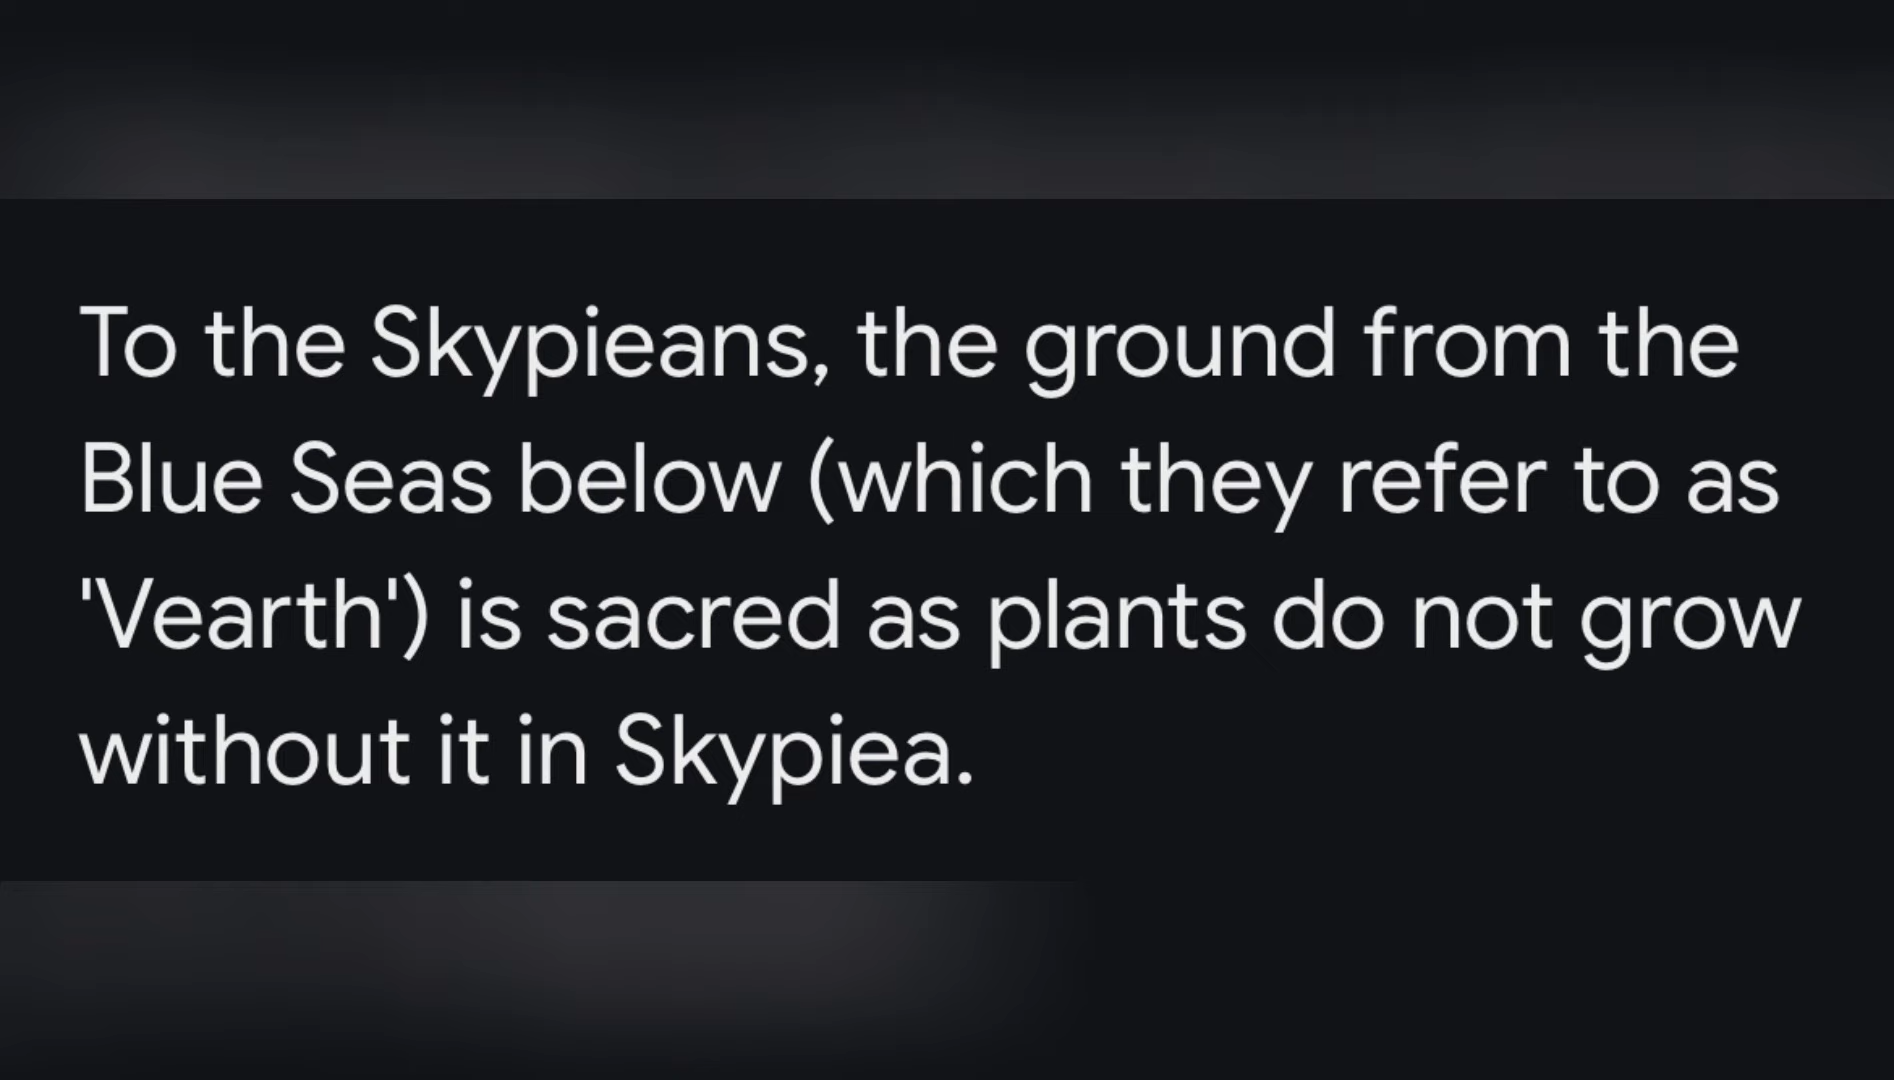 To the Skypieans, the ground from the
Blue Seas below (which they refer to as
'Vearth') is sacred as plants do not grow
without it in Skypiea.